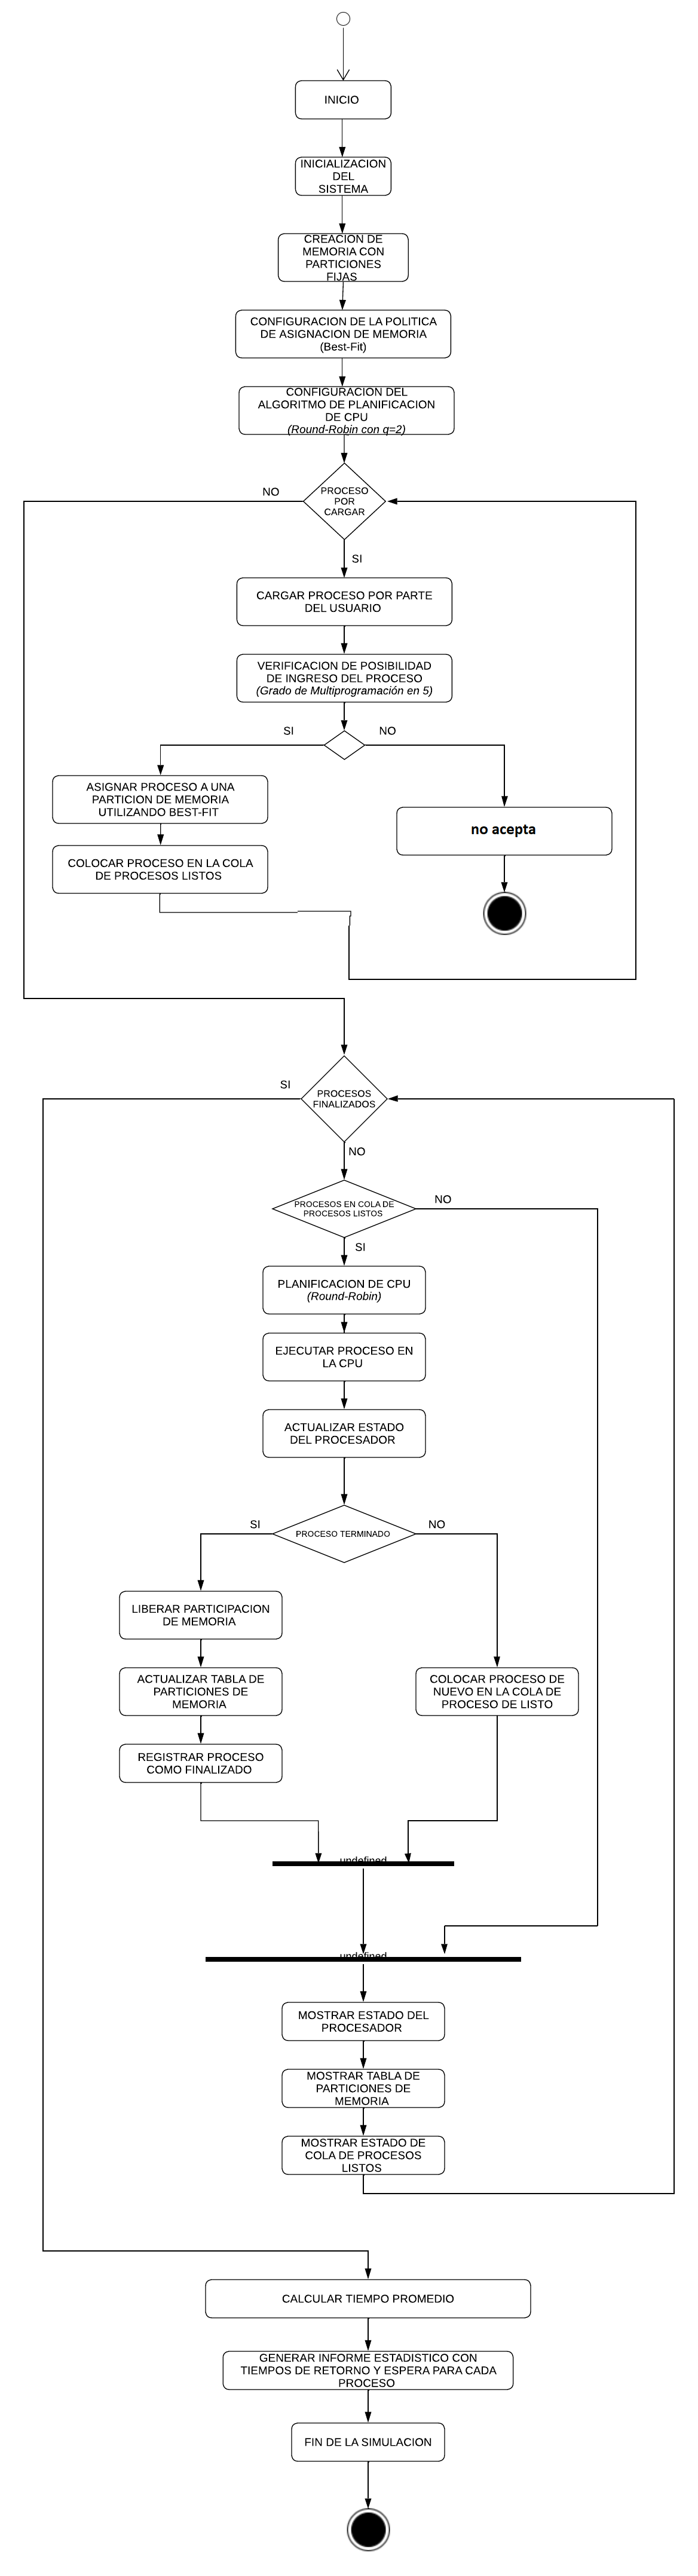 INICIO
INICIALIZACION
DEL
SISTEMA
CREACION DE
MEMORIA CON
PARTICIONES
FIJAS
CONFIGURACION DE LA POLITICA
DE ASIGNACION DE MEMORIA
(Best-Fit)
CONFIGURACION DEL
ALGORITMO DE PLANIFICACION
DE CPU
(Round-Robin con q=2)
NO
PROCESO
POR
CARGAR
SI
CARGAR PROCESO POR PARTE
DEL USUARIO
VERIFICACION DE POSIBILIDAD
DE INGRESO DEL PROCESO
(Grado de Multiprogramación en 5)
SI
NO
ASIGNAR PROCESO A UNA
PARTICION DE MEMORIA
UTILIZANDO BEST-FIT
no acepta
COLOCAR PROCESO EN LA COLA
DE PROCESOS LISTOS
SI
PROCESOS
FINALIZADOS
NO
PROCESOS EN COLA DE
PROCESOS LISTOS
NO
SI
PLANIFICACION DE CPU
(Round-Robin)
EJECUTAR PROCESO EN
LA CPU
ACTUALIZAR ESTADO
DEL PROCESADOR
SI
PROCESO TERMINADO
NO
LIBERAR PARTICIPACION
DE MEMORIA
ACTUALIZAR TABLA DE
PARTICIONES DE
MEMORIA
COLOCAR PROCESO DE
NUEVO EN LA COLA DE
PROCESO DE LISTO
REGISTRAR PROCESO
COMO FINALIZADO
undefined
undefined
MOSTRAR ESTADO DEL
PROCESADOR
MOSTRAR TABLA DE
PARTICIONES DE
MEMORIA
MOSTRAR ESTADO DE
COLA DE PROCESOS
LISTOS
CALCULAR TIEMPO PROMEDIO
GENERAR INFORME ESTADISTICO CON
TIEMPOS DE RETORNO Y ESPERA PARA CADA
PROCESO
FIN DE LA SIMULACION